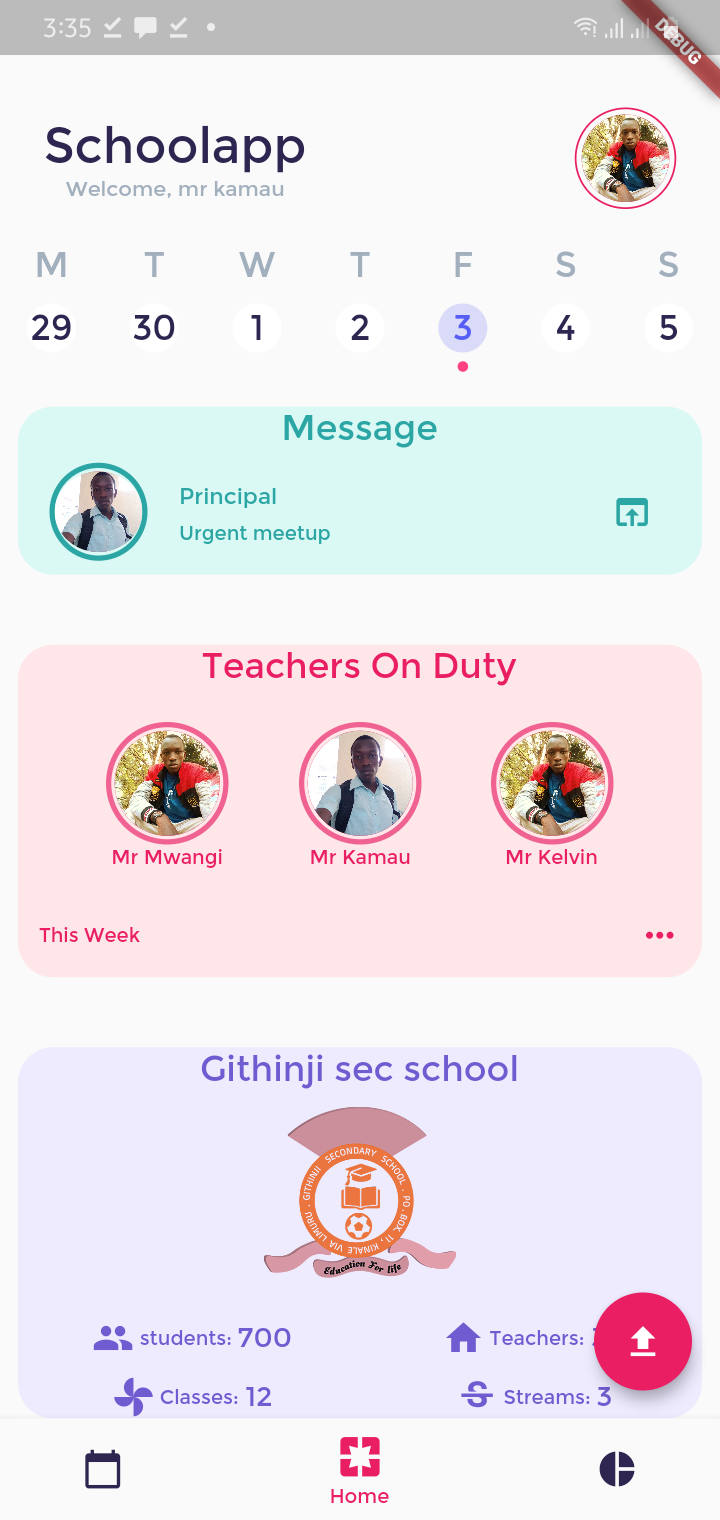 3:35
DEBUG
Schoolapp
Welcome, mr kamau
M T W T F S S
29 30 1 2 3 4 5
Message
Principal
Urgent meetup
Teachers On Duty
Mr Mwangi Mr Kamau Mr Kelvin
This Week
Githinji sec school
GITHINJI SECONDARY SCHOOL . PO. BOX. 11, KINALE VIA LIMURU .
Education For life
students: 700 Teachers:
Classes: 12 Streams: 3
Home